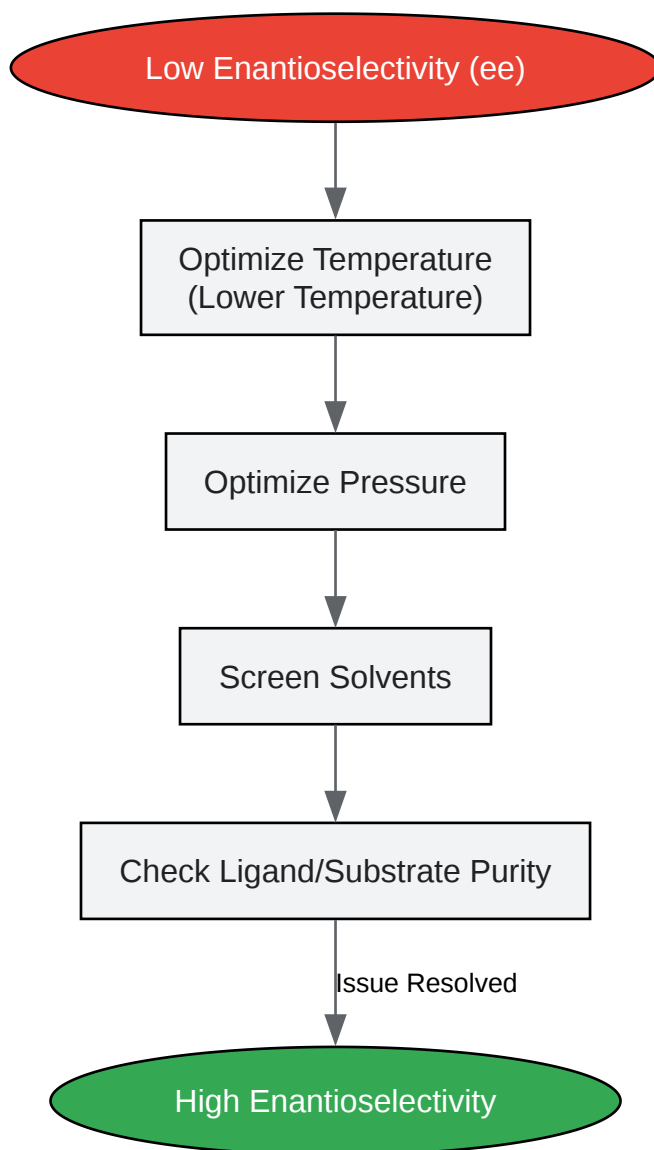 Low Enantioselectivity (ee)
Optimize Temperature
(Lower Temperature)
Optimize Pressure
Screen Solvents
Check Ligand/Substrate Purity
Issue Resolved
High Enantioselectivity